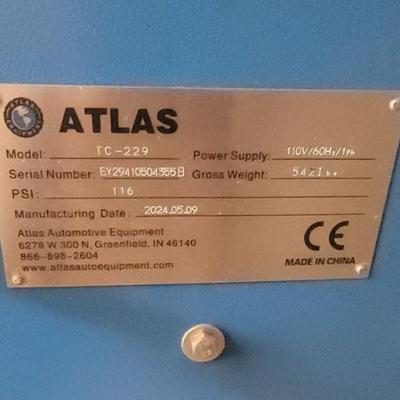 ATLAS
Model: TC-229 Power Supply: 110V/60Hz/1Ph
Serial Number: Gross Weight:
PSI: 116
Manufacturing Date: 2024.05.09
Atlas Automotive Equipment
6278 W 300 N, Greenfield, IN 46140
866-898-2604
www.atlasautoequipment.com
CE
MADE IN CHINA